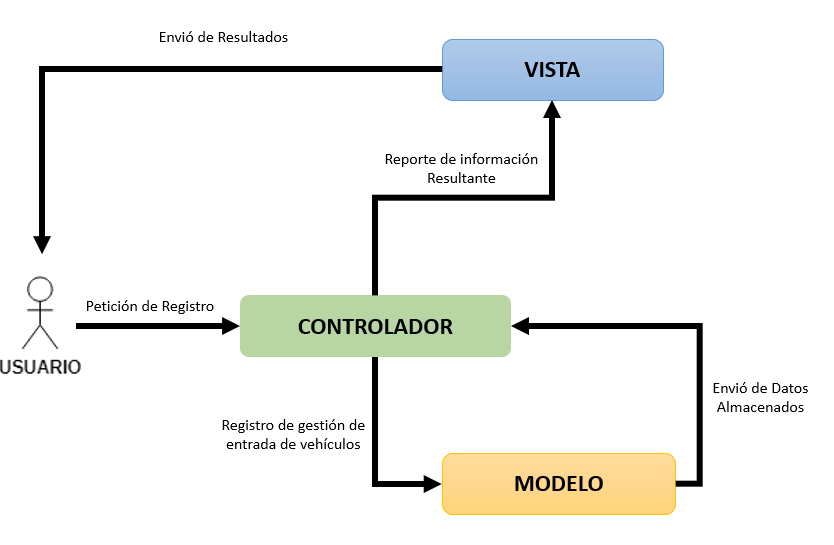 Envió de Resultados
VISTA
Reporte de información
Resultante
Petición de Registro
CONTROLADOR
USUARIO
Envió de Datos
Almacenados
Registro de gestión de
entrada de vehículos
MODELO